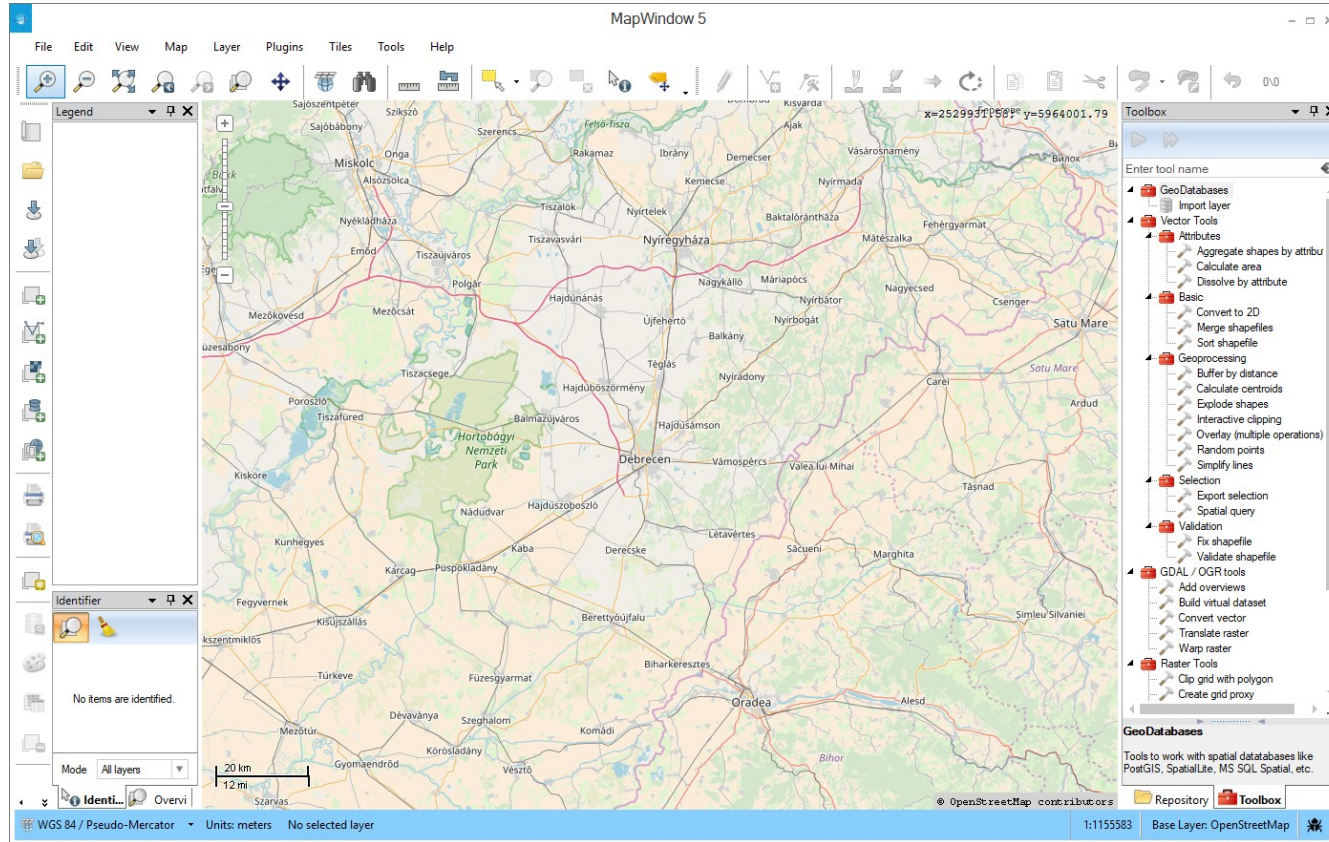 MapWindow 5
File Edit View Map Layer Plugins Tiles Tools Help
Legend
Identifier
No items are identified.
Mode All layers
Identi... Overvi
x=2529931.58; y=5964001.79
Sajószentpéter
Szikszó
Kisvárda
Sajóbábony
Szerencs
Felső-Tisza
Ajak
Miskolc
Onga
Rakamaz
Ibrány
Demecser
Vásárosnamény
Вилок
Bükk
Alsózsolca
Kemecse
Nyírmada
Nyékládháza
Tiszalök
Nyírtelek
Baktalórántháza
Fehérgyarmat
Emőd
Tiszaújváros
Tiszavasvári
Nyíregyháza
Mátészalka
Polgár
Nagykálló
Máriapócs
Nagyecsed
Mezőkövesd
Mezőcsát
Hajdúnánás
Nyírbátor
Csenger
Újfehértó
Nyírbogát
Satu Mare
Balkány
üzesabony
Tiszacsege
Téglás
Nyíradony
Satu Mare
Hajdúböszörmény
Carei
Poroszló
Ardud
Tiszafüred
Balmazújváros
Hajdúsámson
Hortobágyi
Nemzeti
Park
Debrecen
Vámospércs
Valea lui Mihai
Kisköre
Tășnad
Nádudvar
Hajdúszoboszló
Létavértes
Kunhegyes
Kaba
Derecske
Săcueni
Marghita
Karcag
Püspökladány
Fegyvernek
Kisújszállás
Berettyóújfalu
Simleu Silvaniei
kszentmiklós
Biharkeresztes
Túrkeve
Füzesgyarmat
Oradea
Alesd
Dévaványa
Szeghalom
Mezőtúr
Komádi
Körösladány
Bihor
Gyomaendrőd
Vésztő
20 km
12 mi
Szarvas
© OpenStreetMap contributors
Toolbox
Enter tool name
GeoDatabases
Import layer
Vector Tools
Attributes
Aggregate shapes by attribu
Calculate area
Dissolve by attribute
Basic
Convert to 2D
Merge shapefiles
Sort shapefile
Geoprocessing
Buffer by distance
Calculate centroids
Explode shapes
Interactive clipping
Overlay (multiple operations)
Random points
Simplify lines
Selection
Export selection
Spatial query
Validation
Fix shapefile
Validate shapefile
GDAL / OGR tools
Add overviews
Build virtual dataset
Convert vector
Translate raster
Warp raster
Raster Tools
Clip grid with polygon
Create grid proxy
GeoDatabases
Tools to work with spatial datatabases like
PostGIS, SpatialLite, MS SQL Spatial, etc.
Repository Toolbox
WGS 84 / Pseudo-Mercator Units: meters No selected layer 1:1155583 Base Layer: OpenStreetMap